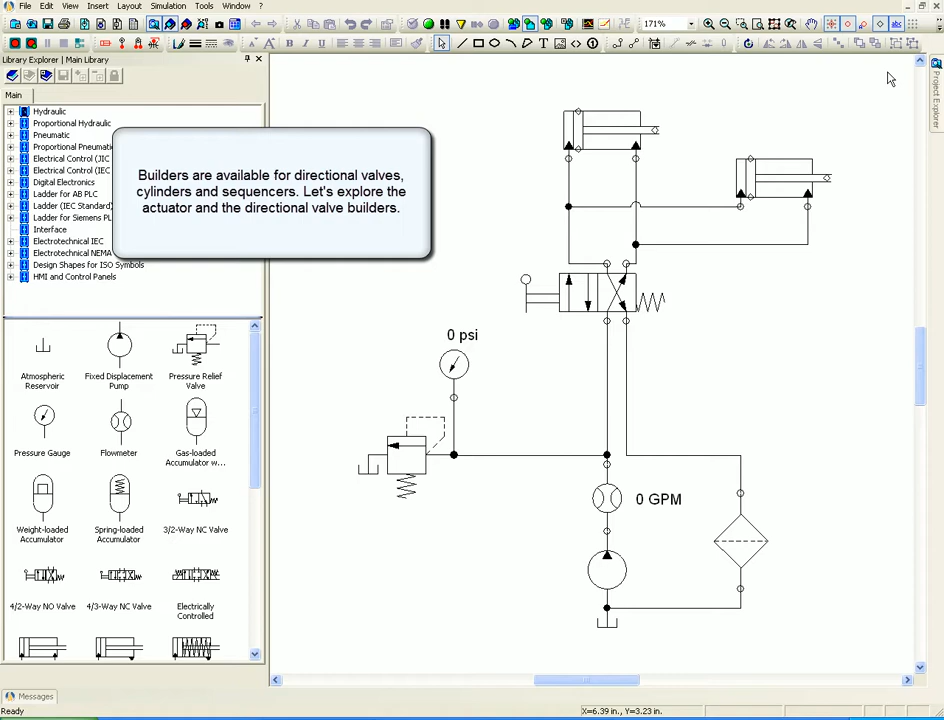 File Edit View Insert Layout Simulation Tools Window ?
171%
Library Explorer | Main Library
Main
Hydraulic
Proportional Hydraulic
Pneumatic
Proportional Pneumatic
Electrical Control (JIC
Electrical Control (IEC
Digital Electronics
Ladder for AB PLC
Ladder (IEC Standard)
Ladder for Siemens PL
Interface
Electrotechnical IEC
Electrotechnical NEMA
Design Shapes for ISO Symbols
HMI and Control Panels
Builders are available for directional valves,
cylinders and sequencers. Let's explore the
actuator and the directional valve builders.
Atmospheric
Reservoir
Fixed Displacement
Pump
Pressure Relief
Valve
Pressure Gauge
Flowmeter
Gas-loaded
Accumulator w...
Weight-loaded
Accumulator
Spring-loaded
Accumulator
3/2-Way NC Valve
4/2-Way NO Valve
4/3-Way NC Valve
Electrically
Controlled
0 psi
0 GPM
Project Explorer
Messages
Ready
X=6.39 in., Y=3.23 in.